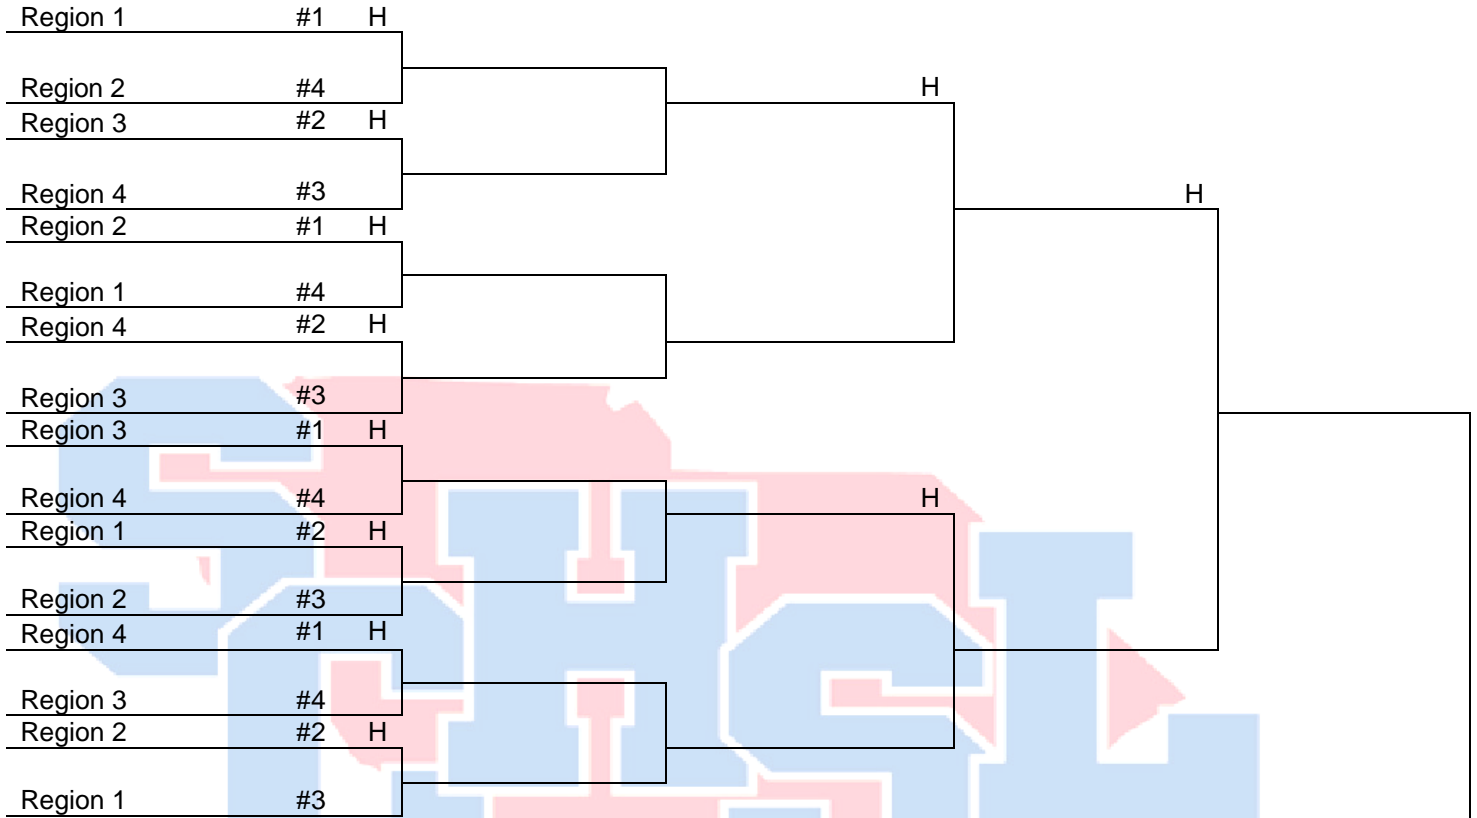 Region 1 #1 H
Region 2 #4
H
Region 3 #2 H
Region 4 #3
H
Region 2 #1 H
Region 1 #4
Region 4 #2 H
Region 3 #3
Region 3 #1 H
Region 4 #4
H
Region 1 #2 H
Region 2 #3
Region 4 #1 H
Region 3 #4
Region 2 #2 H
Region 1 #3
SCHSL